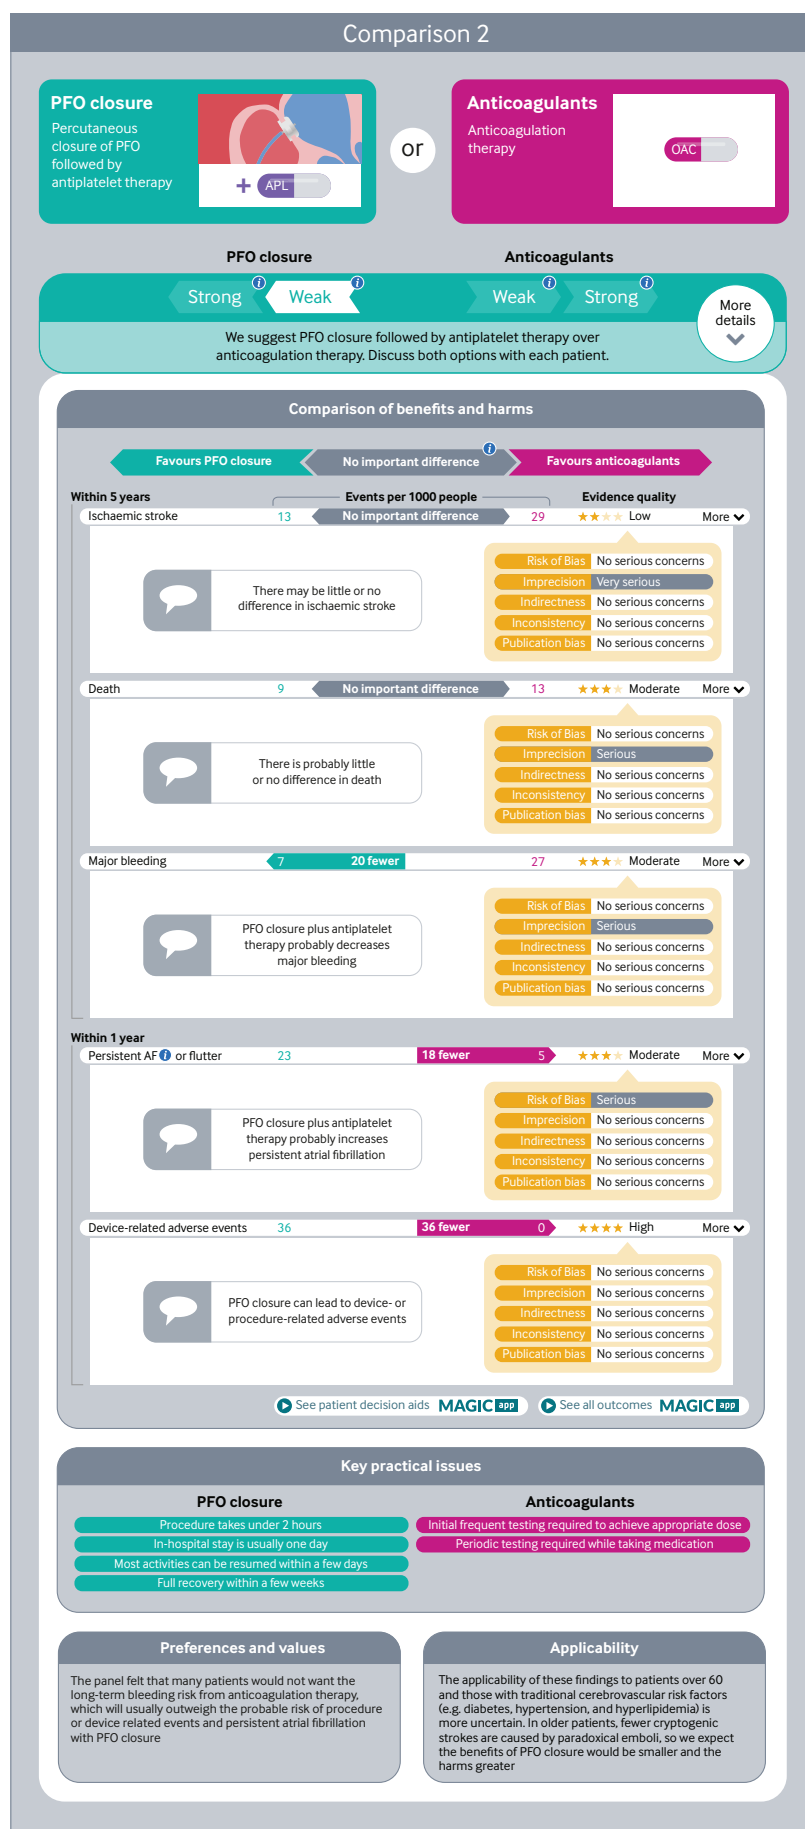 Comparison 2
PFO closure
Percutaneous
closure of PFO
followed by
antiplatelet therapy
+ APL
or
Anticoagulants
Anticoagulation
therapy
OAC
PFO closure
Anticoagulants
Strong i Weak i Weak i Strong i
More
details
We suggest PFO closure followed by antiplatelet therapy over
anticoagulation therapy. Discuss both options with each patient.
Comparison of benefits and harms
Favours PFO closure No important difference i Favours anticoagulants
Within 5 years Events per 1000 people Evidence quality
Ischaemic stroke 13 No important difference 29 ★★★★ Low More
There may be little or no
difference in ischaemic stroke
Risk of Bias No serious concerns
Imprecision Very serious
Indirectness No serious concerns
Inconsistency No serious concerns
Publication bias No serious concerns
Death 9 No important difference 13 ★★★★ Moderate More
There is probably little
or no difference in death
Risk of Bias No serious concerns
Imprecision Serious
Indirectness No serious concerns
Inconsistency No serious concerns
Publication bias No serious concerns
Major bleeding 7 20 fewer 27 ★★★★ Moderate More
PFO closure plus antiplatelet
therapy probably decreases
major bleeding
Risk of Bias No serious concerns
Imprecision Serious
Indirectness No serious concerns
Inconsistency No serious concerns
Publication bias No serious concerns
Within 1 year
Persistent AF i or flutter 23 18 fewer 5 ★★★★ Moderate More
PFO closure plus antiplatelet
therapy probably increases
persistent atrial fibrillation
Risk of Bias Serious
Imprecision No serious concerns
Indirectness No serious concerns
Inconsistency No serious concerns
Publication bias No serious concerns
Device-related adverse events 36 36 fewer 0 ★★★★ High More
PFO closure can lead to device- or
procedure-related adverse events
Risk of Bias No serious concerns
Imprecision No serious concerns
Indirectness No serious concerns
Inconsistency No serious concerns
Publication bias No serious concerns
See patient decision aids MAGIC app See all outcomes MAGIC app
Key practical issues
PFO closure
Procedure takes under 2 hours
In-hospital stay is usually one day
Most activities can be resumed within a few days
Full recovery within a few weeks
Anticoagulants
Initial frequent testing required to achieve appropriate dose
Periodic testing required while taking medication
Preferences and values
The panel felt that many patients would not want the
long-term bleeding risk from anticoagulation therapy,
which will usually outweigh the probable risk of procedure
or device related events and persistent atrial fibrillation
with PFO closure
Applicability
The applicability of these findings to patients over 60
and those with traditional cerebrovascular risk factors
(e.g. diabetes, hypertension, and hyperlipidemia) is
more uncertain. In older patients, fewer cryptogenic
strokes are caused by paradoxical emboli, so we expect
the benefits of PFO closure would be smaller and the
harms greater